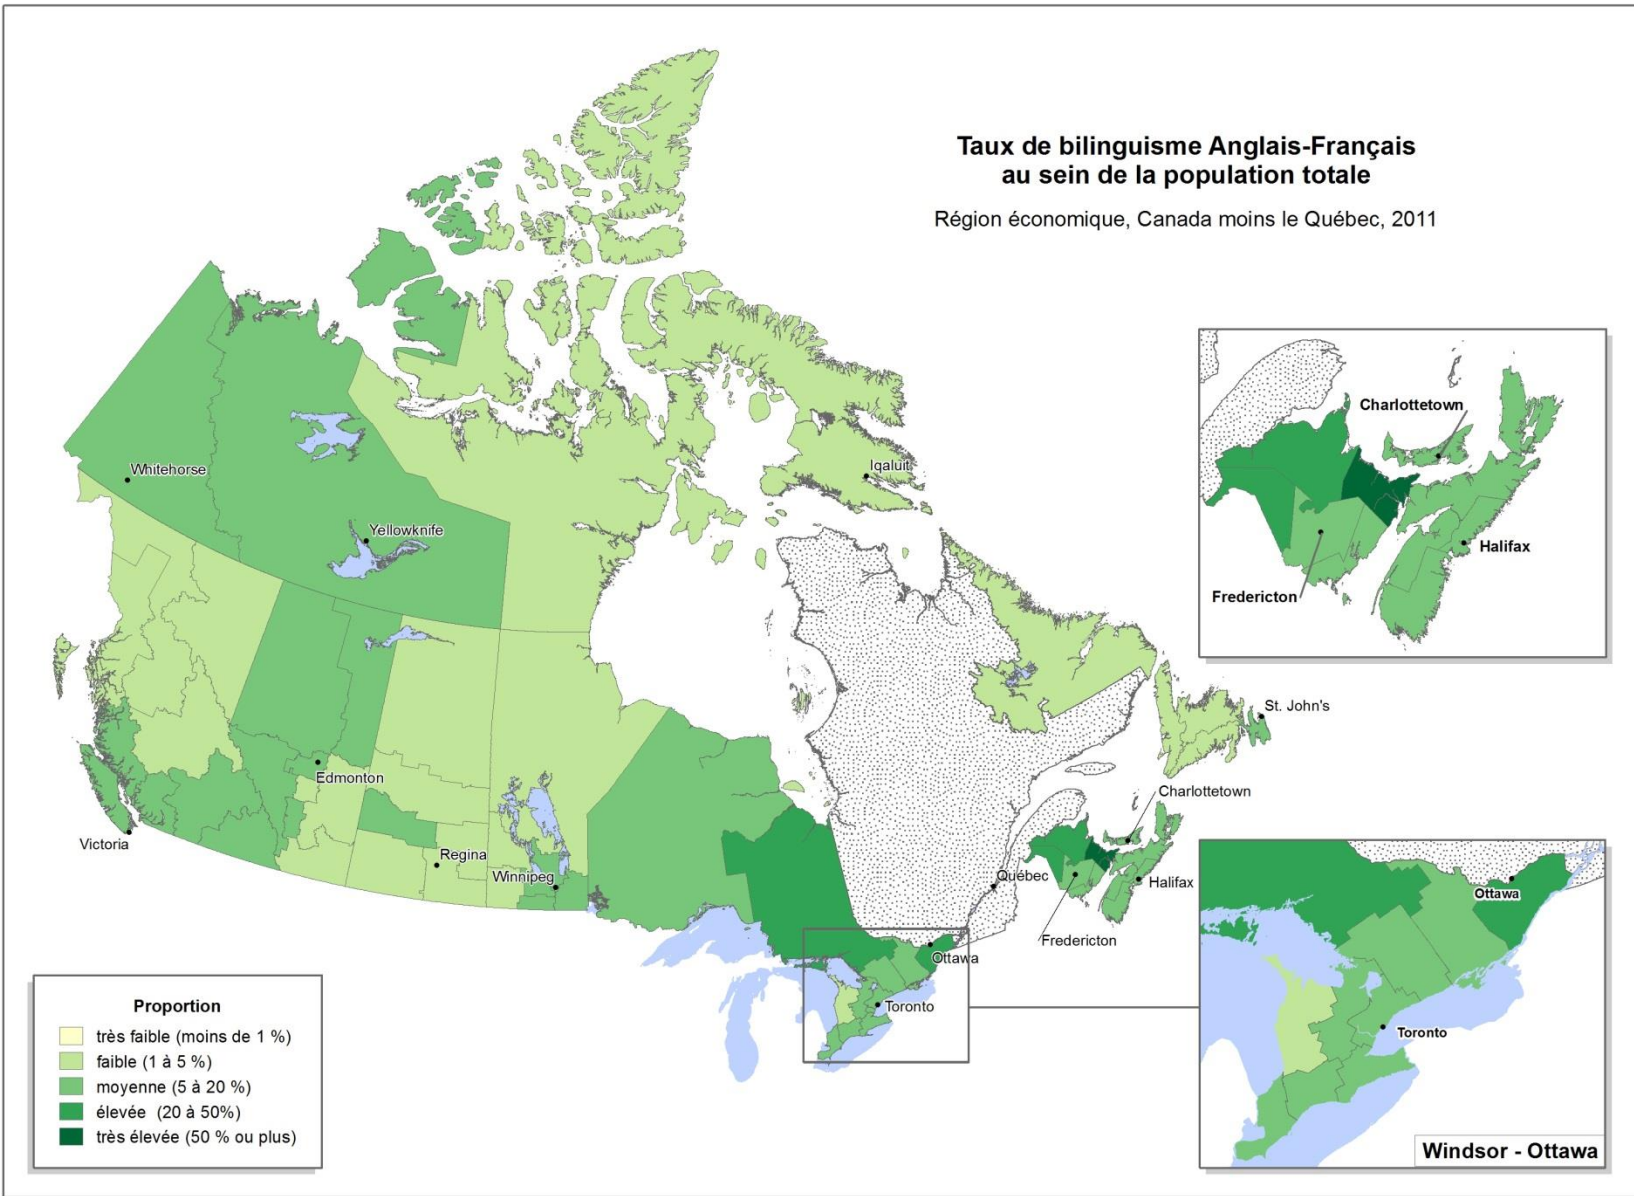 Taux de bilinguisme Anglais-Français
au sein de la population totale
Région économique, Canada moins le Québec, 2011
Whitehorse
Yellowknife
Iqaluit
Edmonton
Victoria
Regina
Winnipeg
St. John's
Charlottetown
Québec
Halifax
Fredericton
Ottawa
Toronto
Charlottetown
Halifax
Fredericton
Ottawa
Toronto
Windsor - Ottawa
Proportion
très faible (moins de 1 %)
faible (1 à 5 %)
moyenne (5 à 20 %)
élevée (20 à 50%)
très élevée (50 % ou plus)